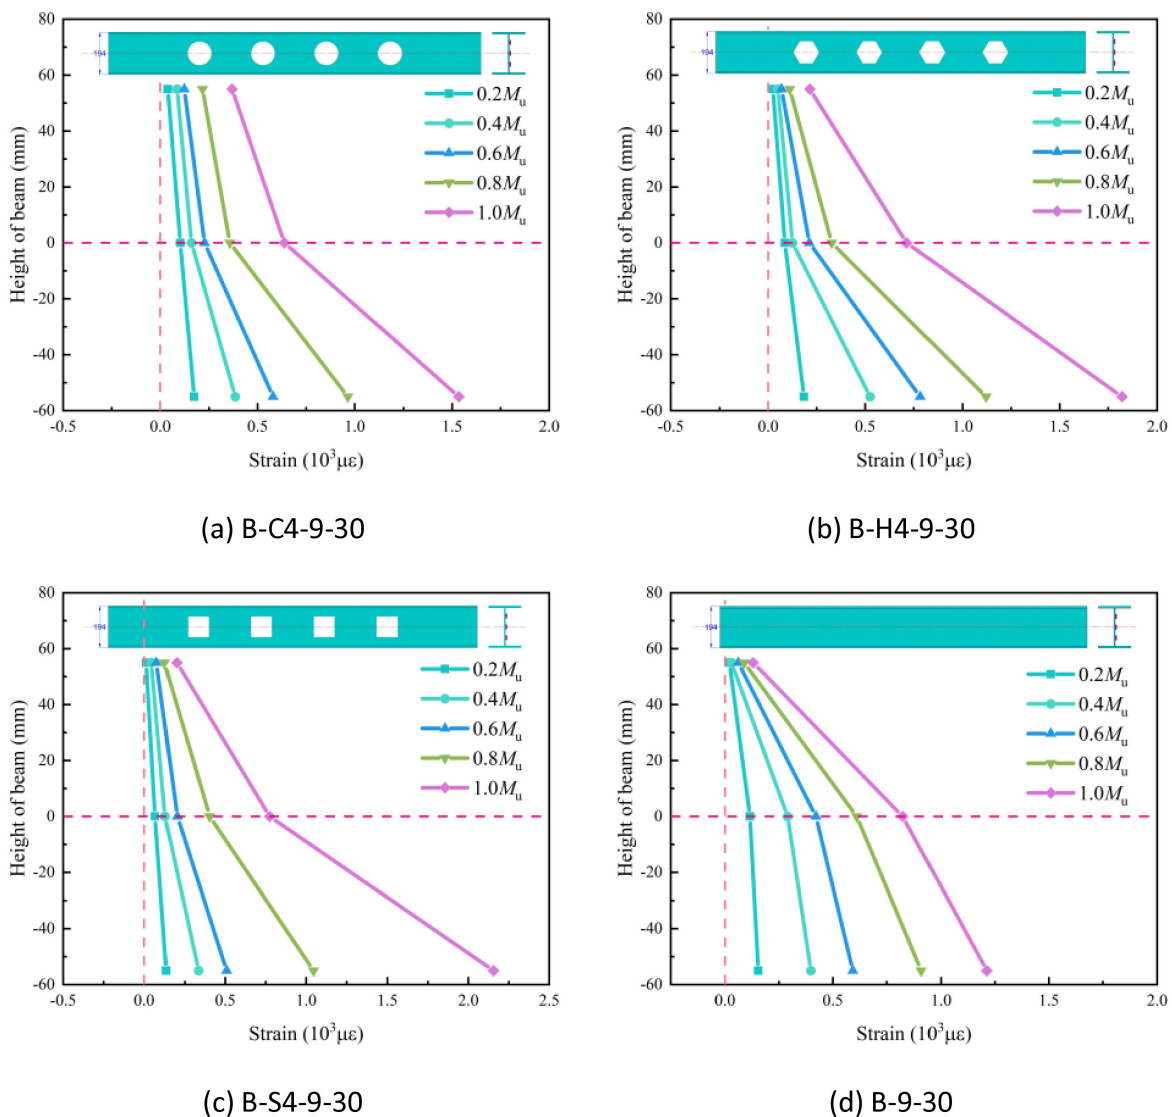 80
60
40
20
0
-20
-40
-60
Height of beam (mm)
194
0.2Mu
0.4Mu
0.6Mu
0.8Mu
1.0Mu
-0.5 0.0 0.5 1.0 1.5 2.0
Strain (10³με)
(a) B-C4-9-30
80
60
40
20
0
-20
-40
-60
Height of beam (mm)
194
0.2Mu
0.4Mu
0.6Mu
0.8Mu
1.0Mu
-0.5 0.0 0.5 1.0 1.5 2.0
Strain (10³με)
(b) B-H4-9-30
80
60
40
20
0
-20
-40
-60
Height of beam (mm)
194
0.2Mu
0.4Mu
0.6Mu
0.8Mu
1.0Mu
-0.5 0.0 0.5 1.0 1.5 2.0 2.5
Strain (10³με)
(c) B-S4-9-30
80
60
40
20
0
-20
-40
-60
Height of beam (mm)
194
0.2Mu
0.4Mu
0.6Mu
0.8Mu
1.0Mu
0.0 0.5 1.0 1.5 2.0
Strain (10³με)
(d) B-9-30